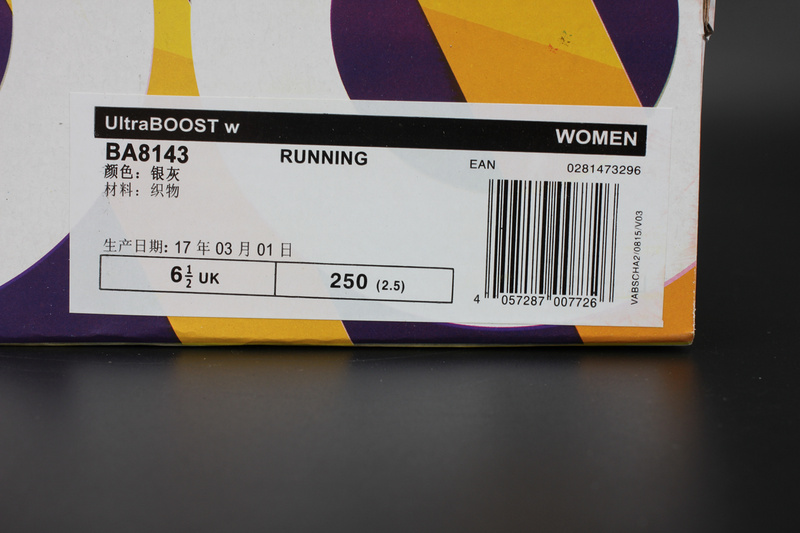 UltraBOOST w
WOMEN
BA8143
RUNNING
EAN
0281473296
颜色: 银灰
材料: 织物
生产日期: 17 年 03 月 01 日
6½ UK
250 (2.5)
4 057287 007726
VABSCHA2/0815/V03